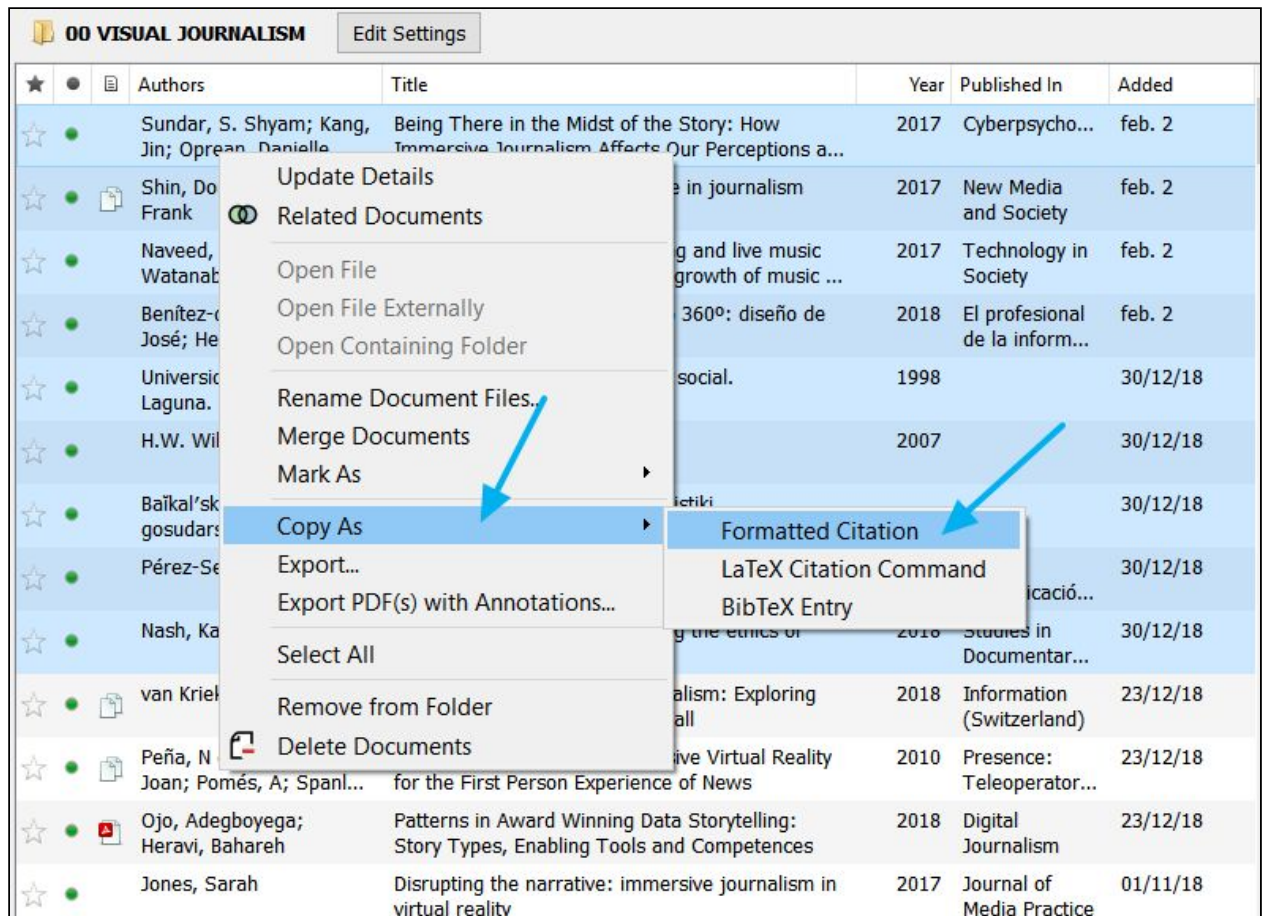 00 VISUAL JOURNALISM Edit Settings
Authors Title Year Published In Added
Sundar, S. Shyam; Kang, Being There in the Midst of the Story: How 2017 Cyberpsycho... feb. 2
Jin; Oprean, Danielle Immersive Journalism Affects Our Perceptions a...
Shin, Do e in journalism 2017 New Media feb. 2
Frank and Society
Naveed, g and live music 2017 Technology in feb. 2
Watanab growth of music ... Society
Benítez- 360º: diseño de 2018 El profesional feb. 2
José; He de la inform...
Universid social. 1998 30/12/18
Laguna.
H.W. Wil 2007 30/12/18
Baĭkalʹsk istiki 30/12/18
gosudars
Pérez-Se 30/12/18
icació...
Nash, Ka g the ethics of 2018 Studies in 30/12/18
Documentar...
van Kriek alism: Exploring 2018 Information 23/12/18
all (Switzerland)
Peña, N sive Virtual Reality 2010 Presence: 23/12/18
Joan; Pomés, A; Spanl... for the First Person Experience of News Teleoperator...
Ojo, Adegboyega; Patterns in Award Winning Data Storytelling: 2018 Digital 23/12/18
Heravi, Bahareh Story Types, Enabling Tools and Competences Journalism
Jones, Sarah Disrupting the narrative: immersive journalism in 2017 Journal of 01/11/18
virtual reality Media Practice
Update Details
Related Documents
Open File
Open File Externally
Open Containing Folder
Rename Document Files...
Merge Documents
Mark As
Copy As
Export...
Export PDF(s) with Annotations...
Select All
Remove from Folder
Delete Documents
Formatted Citation
LaTeX Citation Command
BibTeX Entry